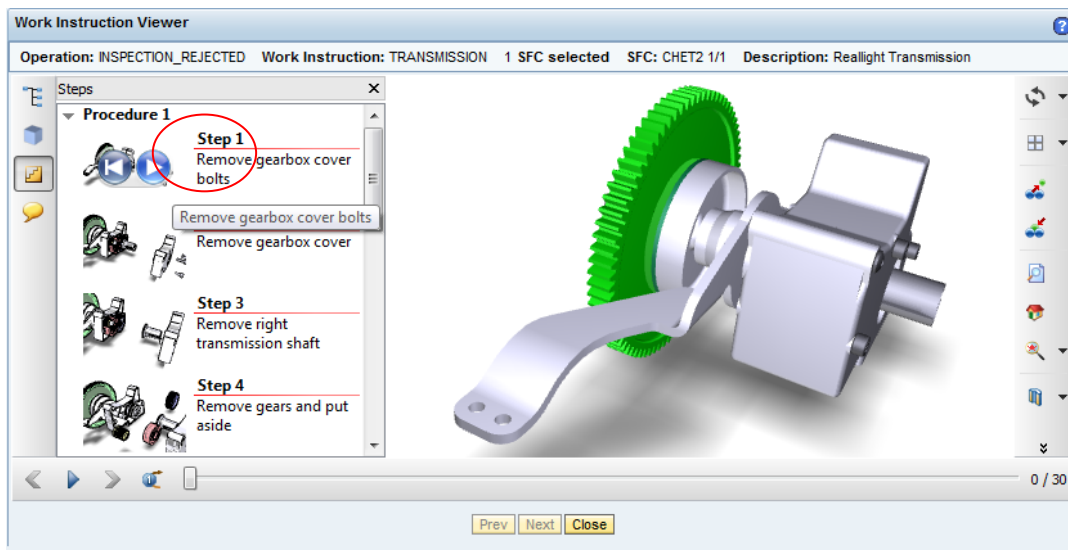 Work Instruction Viewer
?
Operation: INSPECTION_REJECTED Work Instruction: TRANSMISSION 1 SFC selected SFC: CHET2 1/1 Description: Reallight Transmission
Steps
Procedure 1
Step 1
Remove gearbox cover
bolts
Remove gearbox cover bolts
Remove gearbox cover
Step 3
Remove right
transmission shaft
Step 4
Remove gears and put
aside
0 / 30
Prev Next Close